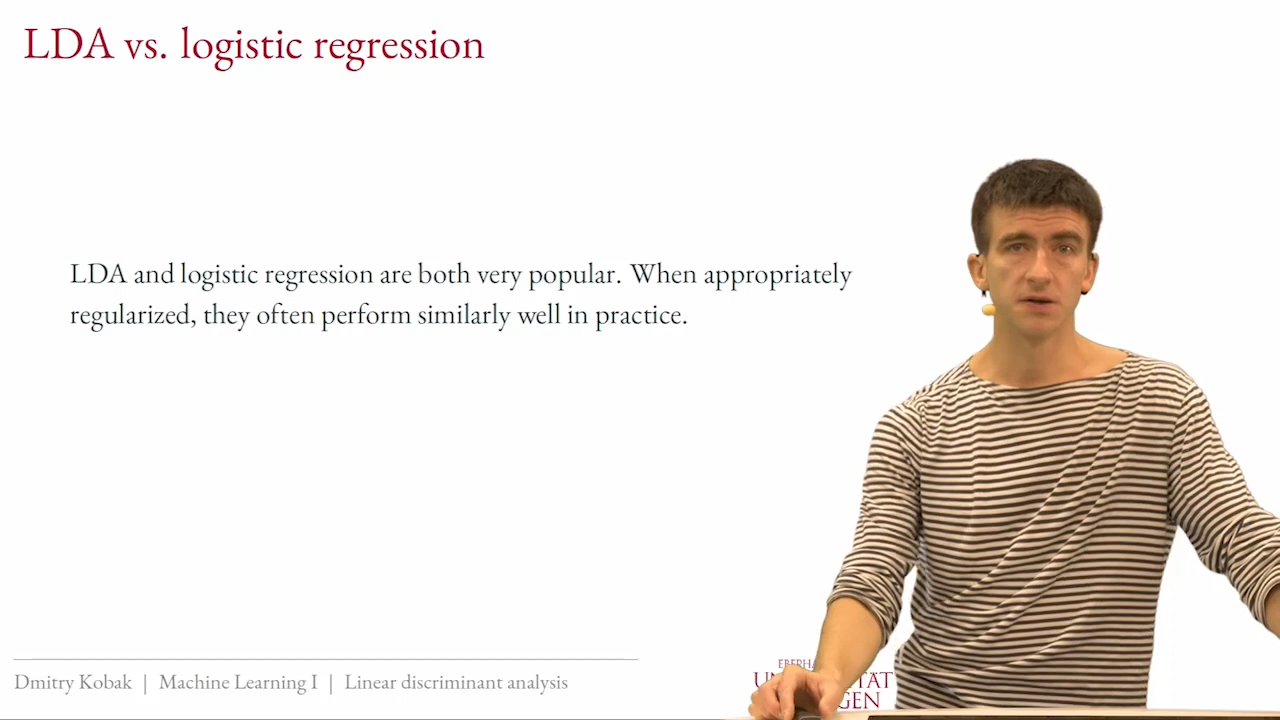 LDA vs. logistic regression
LDA and logistic regression are both very popular. When appropriately
regularized, they often perform similarly well in practice.
Dmitry Kobak | Machine Learning I | Linear discriminant analysis